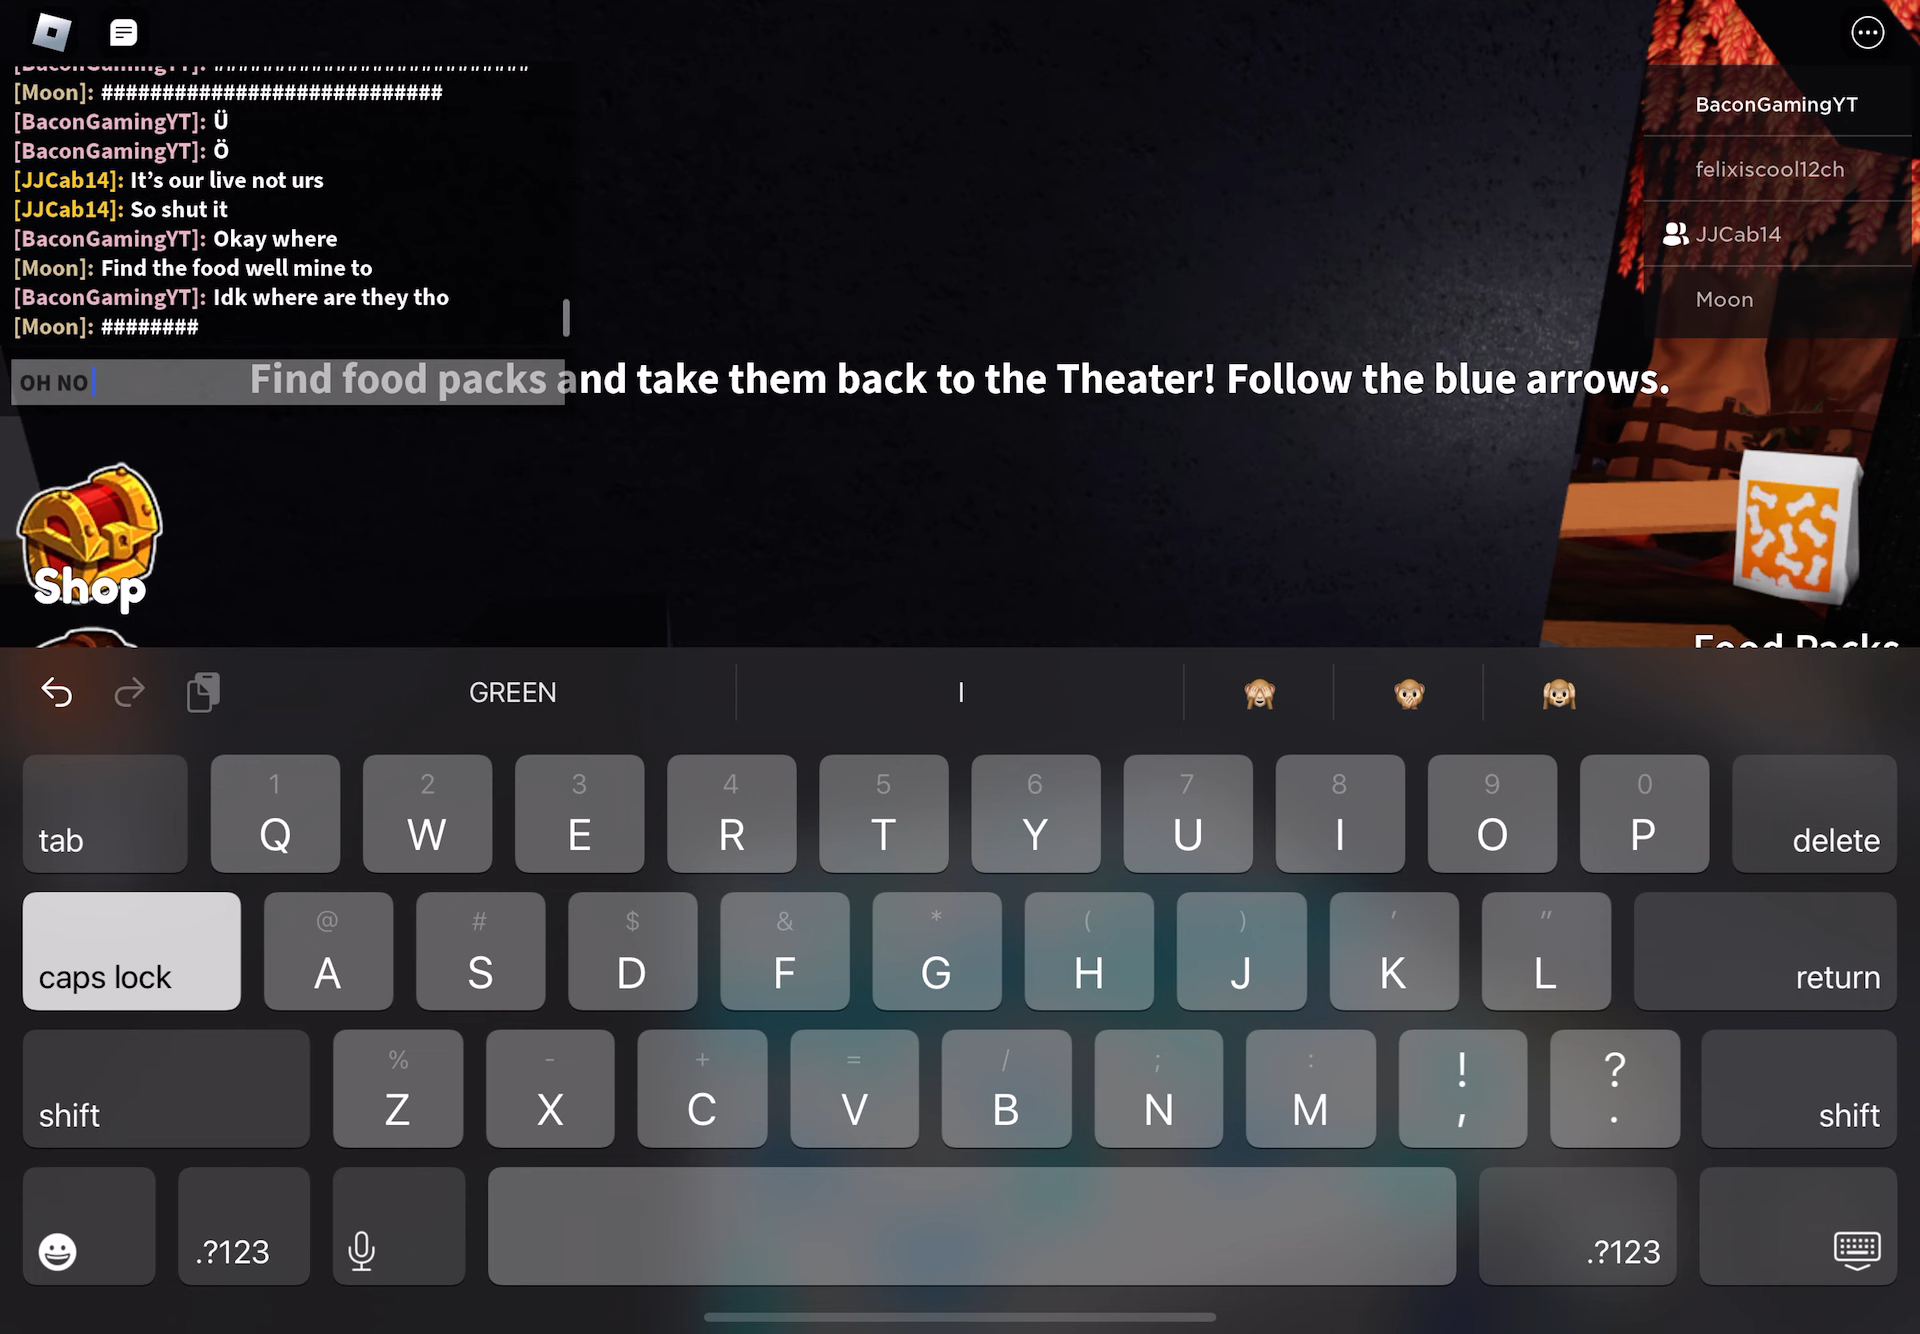 [BaconGamingYT]: ##########################
[Moon]: ############################
[BaconGamingYT]: Ü
[BaconGamingYT]: Ö
[JJCab14]: It's our live not urs
[JJCab14]: So shut it
[BaconGamingYT]: Okay where
[Moon]: Find the food well mine to
[BaconGamingYT]: Idk where are they tho
[Moon]: ########
OH NO
Find food packs and take them back to the Theater! Follow the blue arrows.
BaconGamingYT
felixiscool12ch
JJCab14
Moon
Shop
Food Packs
GREEN
I
tab
1 2 3 4 5 6 7 8 9 0
Q W E R T Y U I O P
delete
caps lock
@ # $ & * ( ) ' "
A S D F G H J K L
return
shift
% - + = / ; : ! ?
Z X C V B N M , .
shift
.?123
.?123